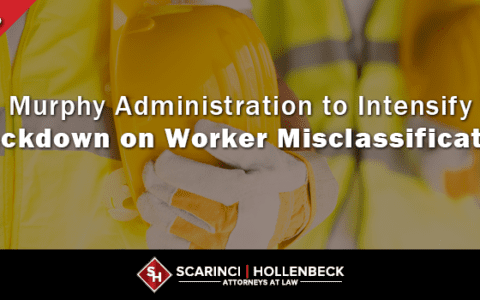 Murphy Administration to Intensify
ckdown on Worker Misclassificat
SH SCARINCI | HOLLENBECK
ATTORNEYS AT LAW